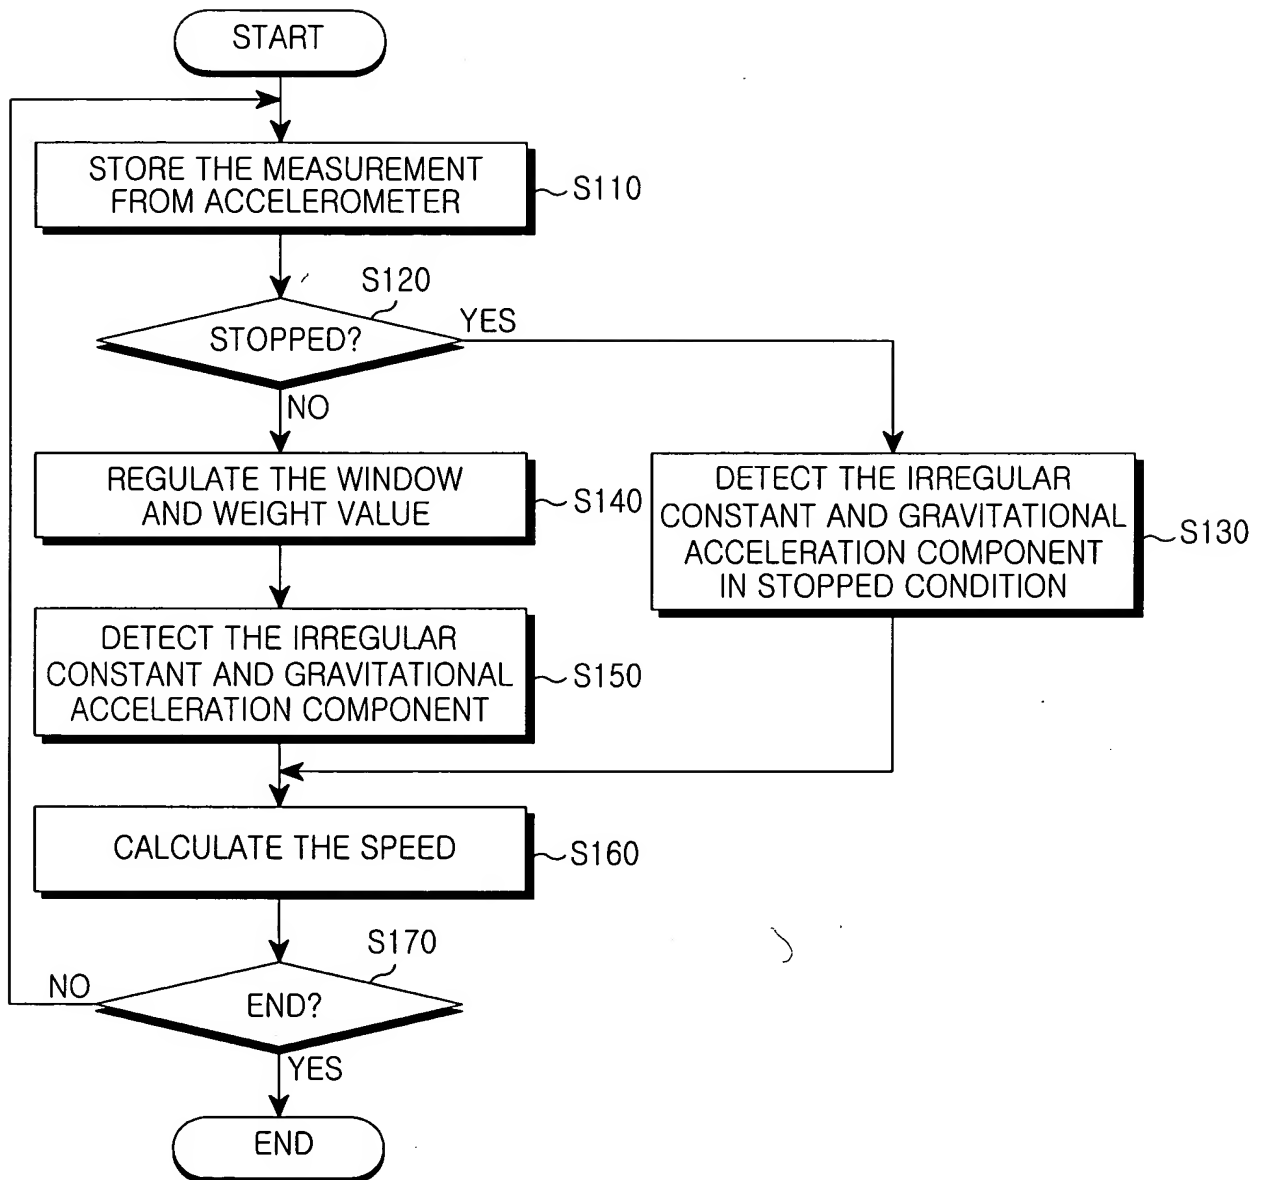 START
STORE THE MEASUREMENT
FROM ACCELEROMETER
S110
S120
STOPPED?
YES
NO
REGULATE THE WINDOW
AND WEIGHT VALUE
S140
DETECT THE IRREGULAR
CONSTANT AND GRAVITATIONAL
ACCELERATION COMPONENT
IN STOPPED CONDITION
S130
DETECT THE IRREGULAR
CONSTANT AND GRAVITATIONAL
ACCELERATION COMPONENT
S150
CALCULATE THE SPEED
S160
S170
NO
END?
YES
END